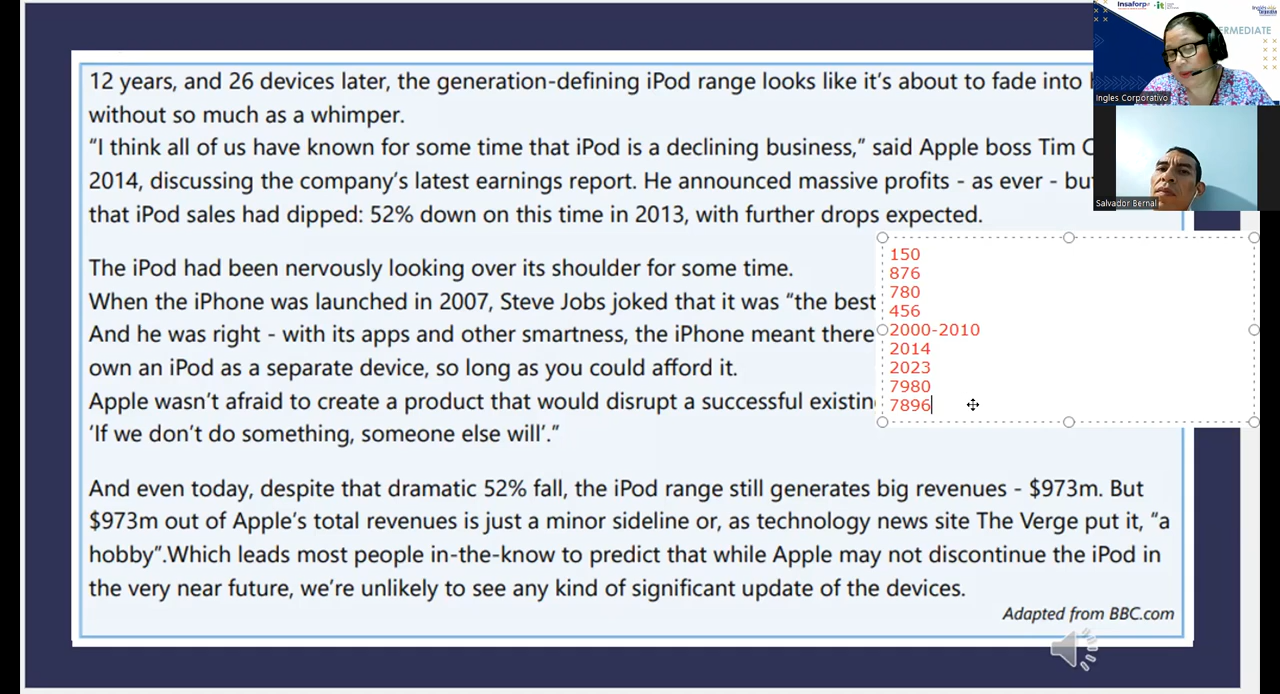 12 years, and 26 devices later, the generation-defining iPod range looks like it's about to fade into
without so much as a whimper.
“I think all of us have known for some time that iPod is a declining business,” said Apple boss Tim
2014, discussing the company's latest earnings report. He announced massive profits - as ever -
that iPod sales had dipped: 52% down on this time in 2013, with further drops expected.
The iPod had been nervously looking over its shoulder for some time.
When the iPhone was launched in 2007, Steve Jobs joked that it was “the best
And he was right - with its apps and other smartness, the iPhone meant there
own an iPod as a separate device, so long as you could afford it.
Apple wasn't afraid to create a product that would disrupt a successful
‘If we don't do something, someone else will’.”
And even today, despite that dramatic 52% fall, the iPod range still generates big revenues - $973m. But
$973m out of Apple's total revenues is just a minor sideline or, as technology news site The Verge put it, “a
hobby”.Which leads most people in-the-know to predict that while Apple may not discontinue the iPod in
the very near future, we're unlikely to see any kind of significant update of the devices.
Adapted from BBC.com
150
876
780
456
2000-2010
2014
2023
7980
7896
Insaforp
it
Ingles Corporativo
Salvador Bernal